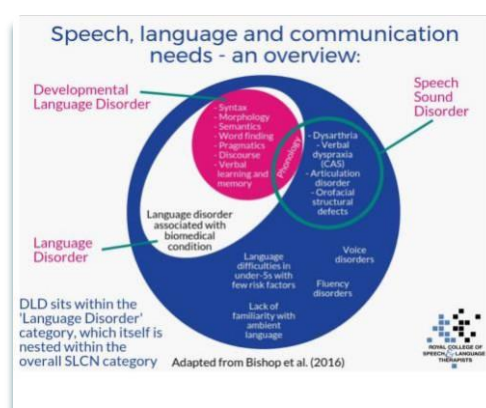 Speech, language and communication
needs - an overview:
Developmental
Language Disorder
Speech
Sound
Disorder
- Syntax
- Morphology
- Semantics
- Word finding
- Pragmatics
- Discourse
- Verbal
learning and
memory
Phonology
- Dysarthria
- Verbal
dyspraxia
(CAS)
- Articulation
disorder
- Orofacial
structural
defects
Language disorder
associated with
biomedical
condition
Language
Disorder
Language
difficulties in
under-5s with
few risk factors
Voice
disorders
Fluency
disorders
Lack of
familiarity with
ambient
language
DLD sits within the
'Language Disorder'
category, which itself is
nested within the
overall SLCN category
Adapted from Bishop et al. (2016)
ROYAL COLLEGE OF
SPEECH & LANGUAGE
THERAPISTS